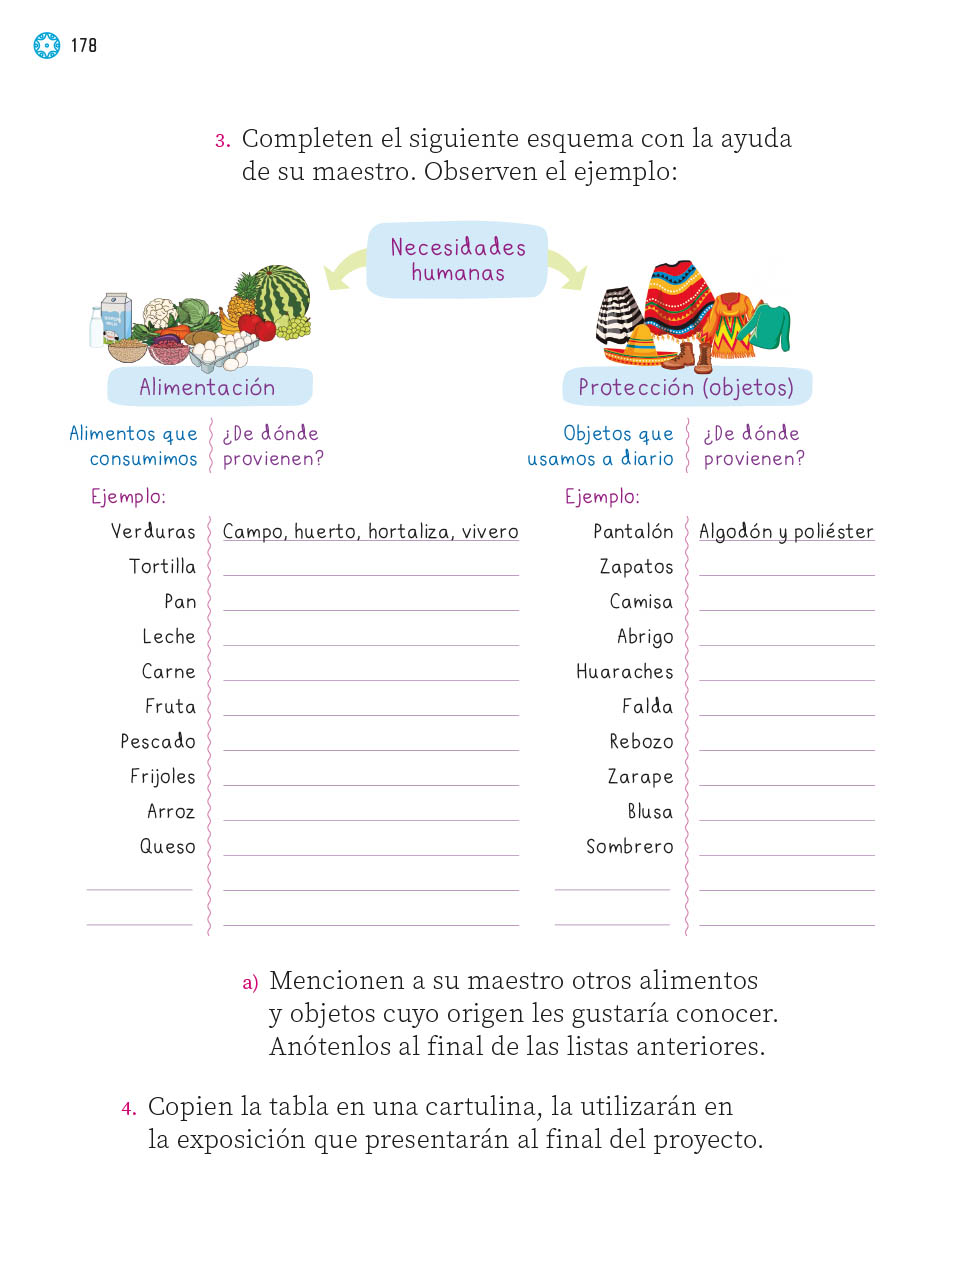 178
3. Completen el siguiente esquema con la ayuda
de su maestro. Observen el ejemplo:
Necesidades
humanas
Alimentación
Alimentos que
consumimos
¿De dónde
provienen?
Ejemplo:
Verduras Campo, huerto, hortaliza, vivero
Tortilla
Pan
Leche
Carne
Fruta
Pescado
Frijoles
Arroz
Queso
Protección (objetos)
Objetos que
usamos a diario
¿De dónde
provienen?
Ejemplo:
Pantalón Algodón y poliéster
Zapatos
Camisa
Abrigo
Huaraches
Falda
Rebozo
Zarape
Blusa
Sombrero
a) Mencionen a su maestro otros alimentos
y objetos cuyo origen les gustaría conocer.
Anótenlos al final de las listas anteriores.
4. Copien la tabla en una cartulina, la utilizarán en
la exposición que presentarán al final del proyecto.